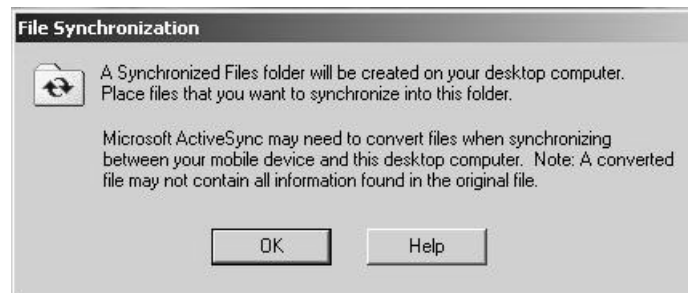 File Synchronization
A Synchronized Files folder will be created on your desktop computer.
Place files that you want to synchronize into this folder.
Microsoft ActiveSync may need to convert files when synchronizing
between your mobile device and this desktop computer.  Note: A converted
file may not contain all information found in the original file.
OK
Help